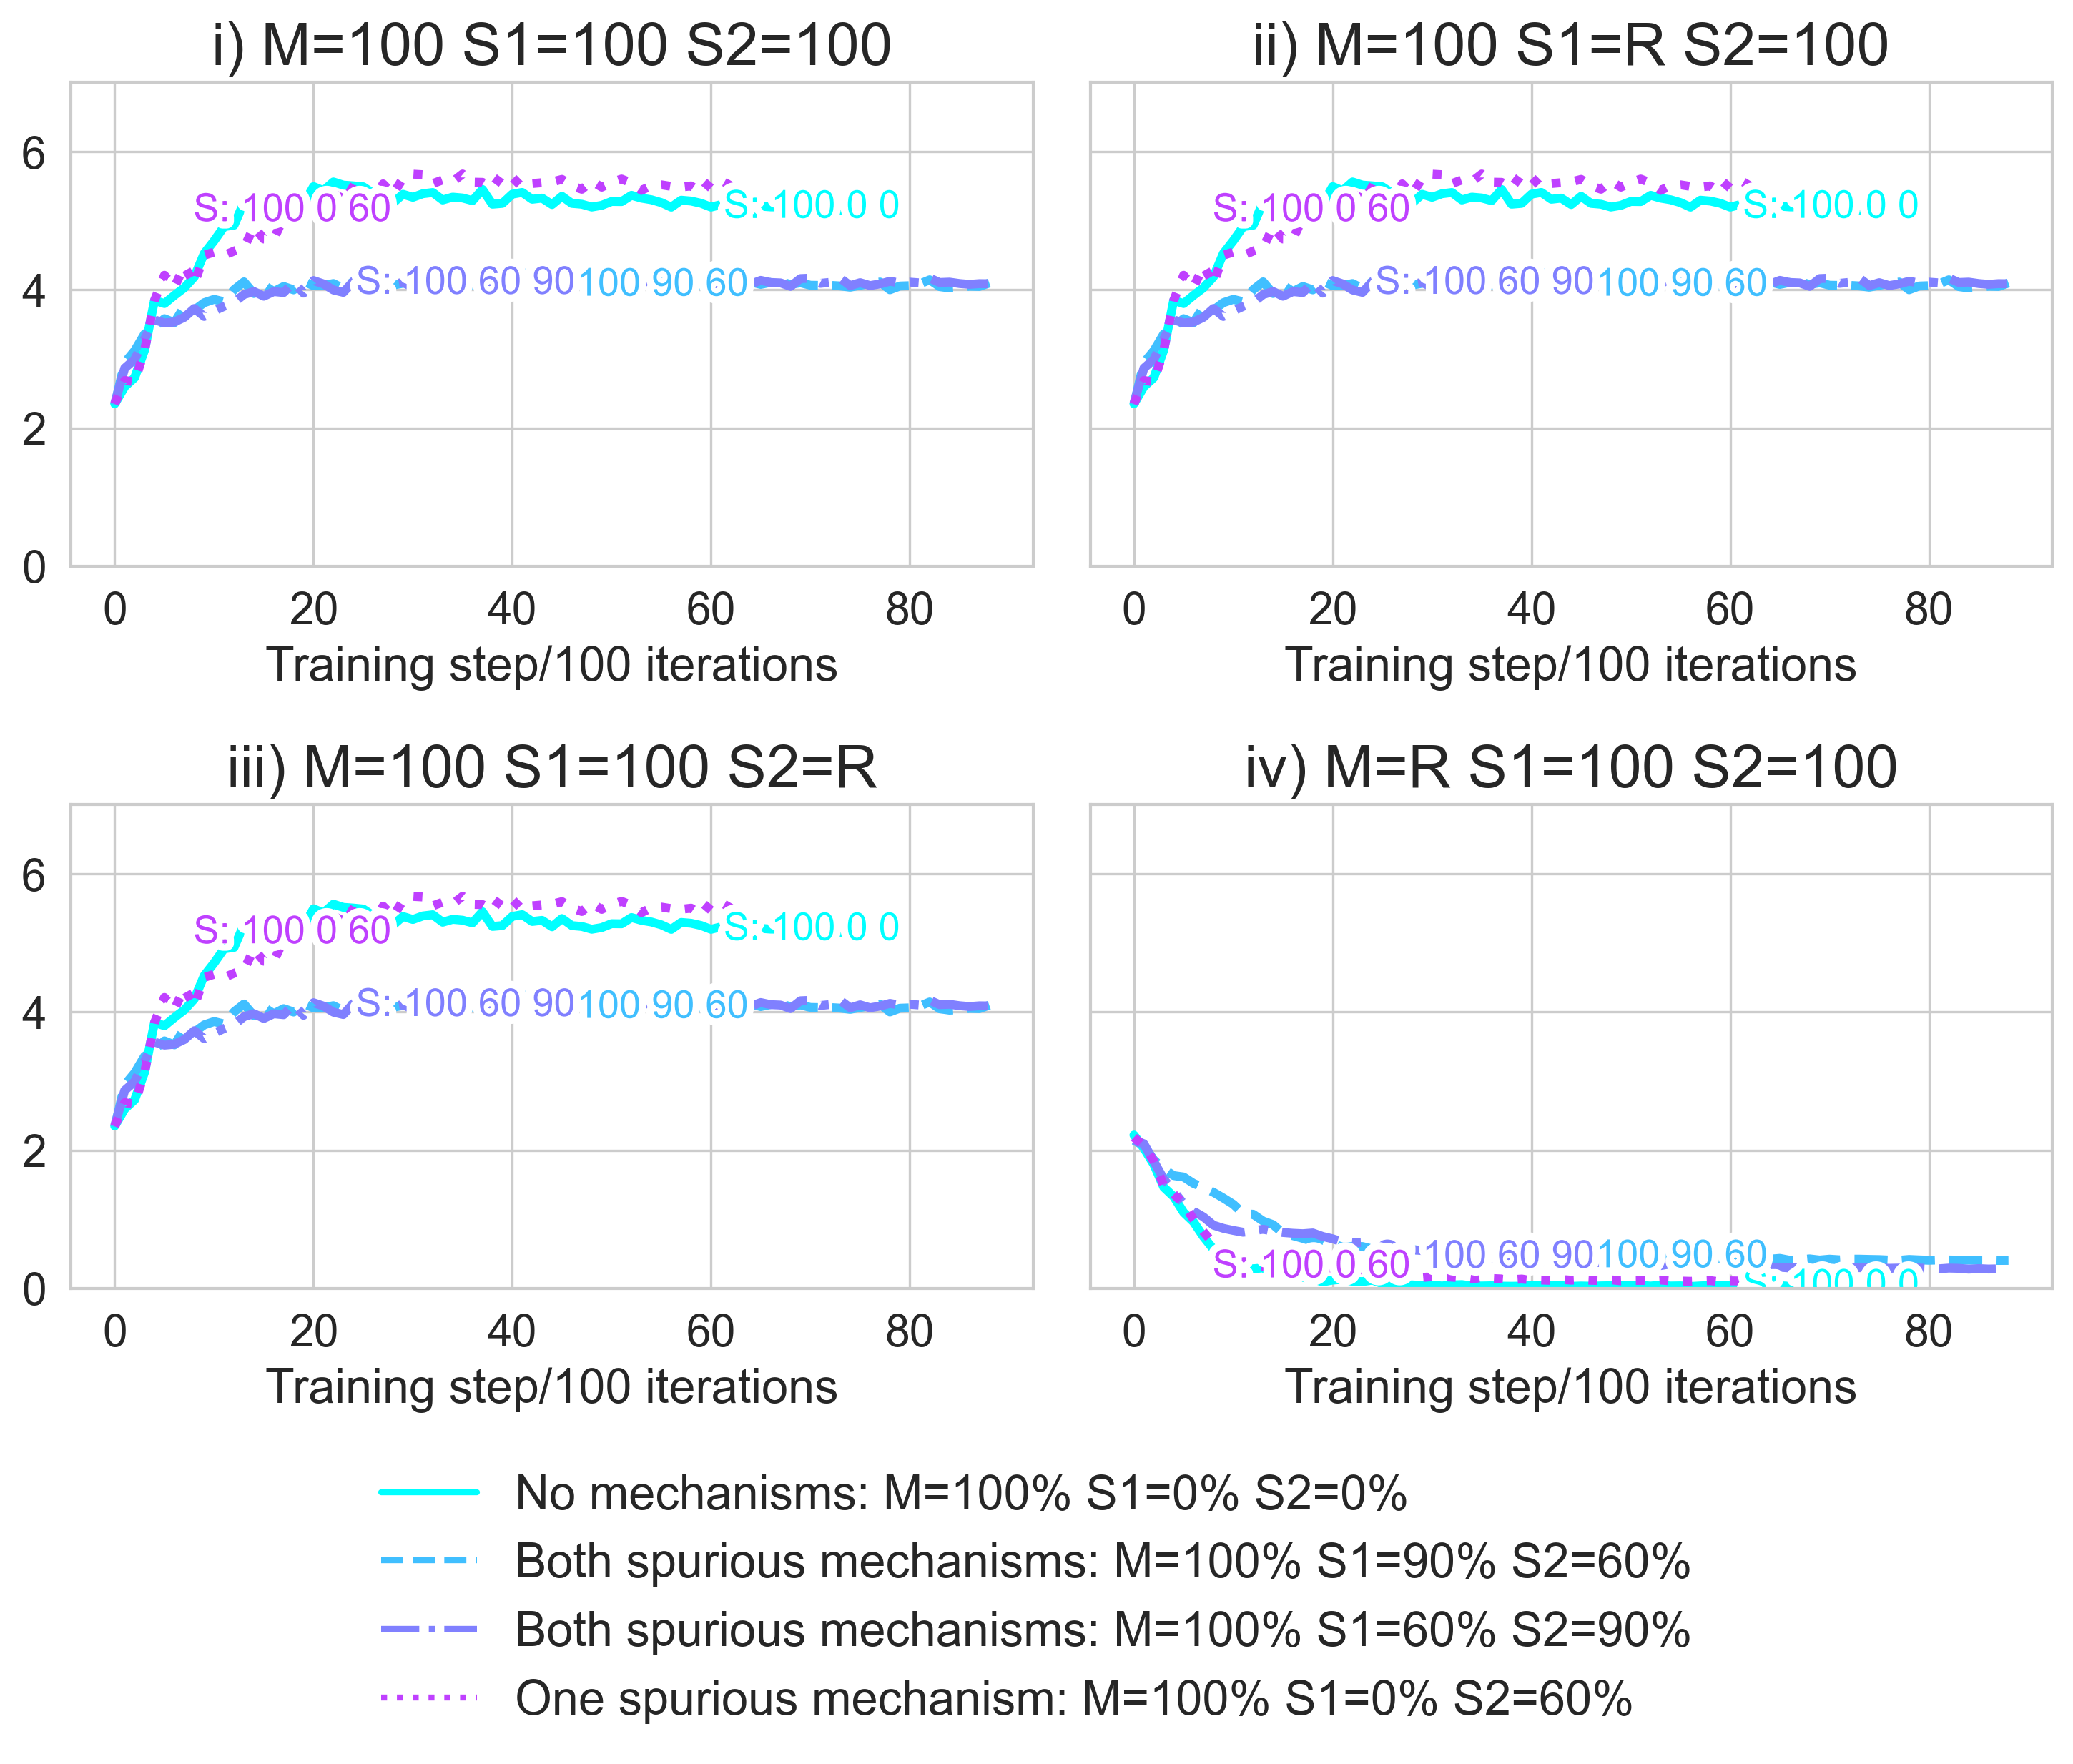 i) M=100 S1=100 S2=100
ii) M=100 S1=R S2=100
6
4
2
0
S: 100 0 60
S: 100 0 0
S: 100 60 90
100 90 60
S: 100 0 60
S: 100 0 0
S: 100 60 90
100 90 60
0 20 40 60 80
0 20 40 60 80
Training step/100 iterations
Training step/100 iterations
iii) M=100 S1=100 S2=R
iv) M=R S1=100 S2=100
6
4
2
0
S: 100 0 60
S: 100 0 0
S: 100 60 90
100 90 60
100 60 90
100 90 60
S: 100 0 60
S: 100 0 0
0 20 40 60 80
0 20 40 60 80
Training step/100 iterations
Training step/100 iterations
No mechanisms: M=100% S1=0% S2=0%
Both spurious mechanisms: M=100% S1=90% S2=60%
Both spurious mechanisms: M=100% S1=60% S2=90%
One spurious mechanism: M=100% S1=0% S2=60%